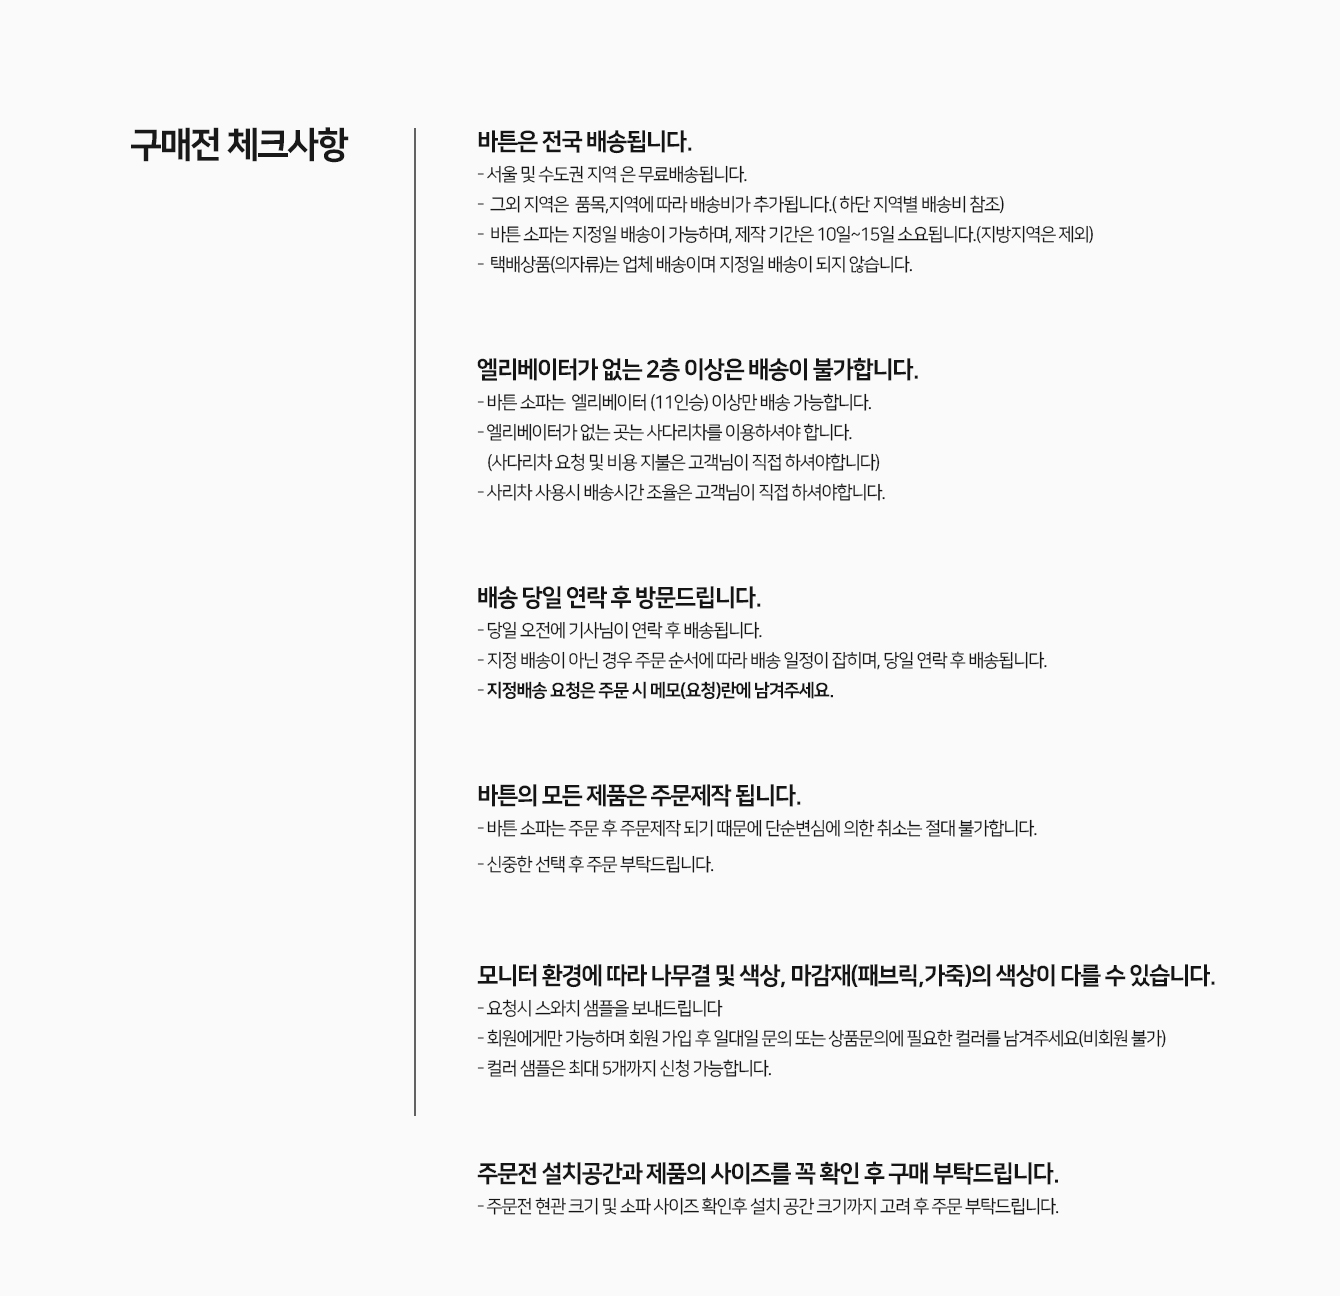 구매전 체크사항
바튼은 전국 배송됩니다.
- 서울 및 수도권 지역 은 무료배송됩니다.
- 그외 지역은 품목,지역에 따라 배송비가 추가됩니다.( 하단 지역별 배송비 참조)
- 바튼 소파는 지정일 배송이 가능하며, 제작 기간은 10일~15일 소요됩니다.(지방지역은 제외)
- 택배상품(의자류)는 업체 배송이며 지정일 배송이 되지 않습니다.
엘리베이터가 없는 2층 이상은 배송이 불가합니다.
- 바튼 소파는 엘리베이터 (11인승) 이상만 배송 가능합니다.
- 엘리베이터가 없는 곳는 사다리차를 이용하셔야 합니다.
(사다리차 요청 및 비용 지불은 고객님이 직접 하셔야합니다)
- 사리차 사용시 배송시간 조율은 고객님이 직접 하셔야합니다.
배송 당일 연락 후 방문드립니다.
- 당일 오전에 기사님이 연락 후 배송됩니다.
- 지정 배송이 아닌 경우 주문 순서에 따라 배송 일정이 잡히며, 당일 연락 후 배송됩니다.
- 지정배송 요청은 주문 시 메모(요청)란에 남겨주세요.
바튼의 모든 제품은 주문제작 됩니다.
- 바튼 소파는 주문 후 주문제작 되기 때문에 단순변심에 의한 취소는 절대 불가합니다.
- 신중한 선택 후 주문 부탁드립니다.
모니터 환경에 따라 나무결 및 색상, 마감재(패브릭,가죽)의 색상이 다를 수 있습니다.
- 요청시 스와치 샘플을 보내드립니다
- 회원에게만 가능하며 회원 가입 후 일대일 문의 또는 상품문의에 필요한 컬러를 남겨주세요(비회원 불가)
- 컬러 샘플은 최대 5개까지 신청 가능합니다.
주문전 설치공간과 제품의 사이즈를 꼭 확인 후 구매 부탁드립니다.
- 주문전 현관 크기 및 소파 사이즈 확인후 설치 공간 크기까지 고려 후 주문 부탁드립니다.